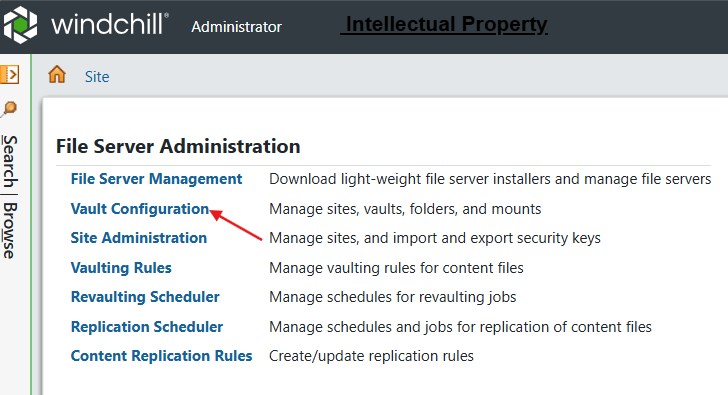 windchill® Administrator Intellectual Property
Site
Search | Browse
File Server Administration
File Server Management Download light-weight file server installers and manage file servers
Vault Configuration Manage sites, vaults, folders, and mounts
Site Administration Manage sites, and import and export security keys
Vaulting Rules Manage vaulting rules for content files
Revaulting Scheduler Manage schedules for revaulting jobs
Replication Scheduler Manage schedules and jobs for replication of content files
Content Replication Rules Create/update replication rules